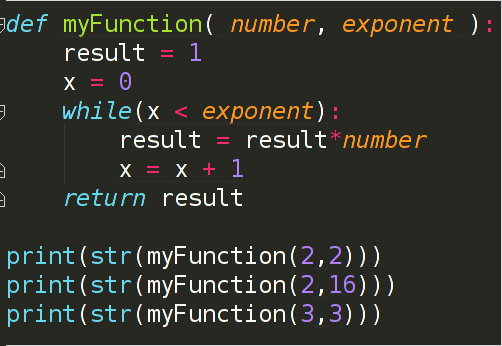 def myFunction( number, exponent ):
    result = 1
    x = 0
    while(x < exponent):
        result = result*number
        x = x + 1
    return result

print(str(myFunction(2,2)))
print(str(myFunction(2,16)))
print(str(myFunction(3,3)))